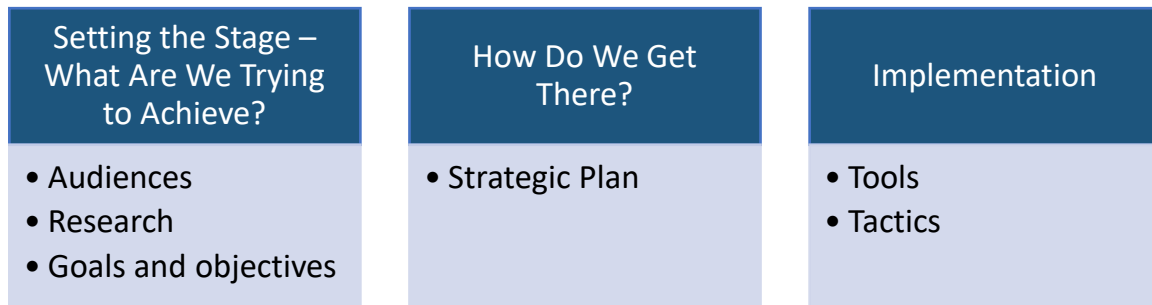 Setting the Stage –
What Are We Trying
to Achieve?
• Audiences
• Research
• Goals and objectives
How Do We Get
There?
• Strategic Plan
Implementation
• Tools
• Tactics